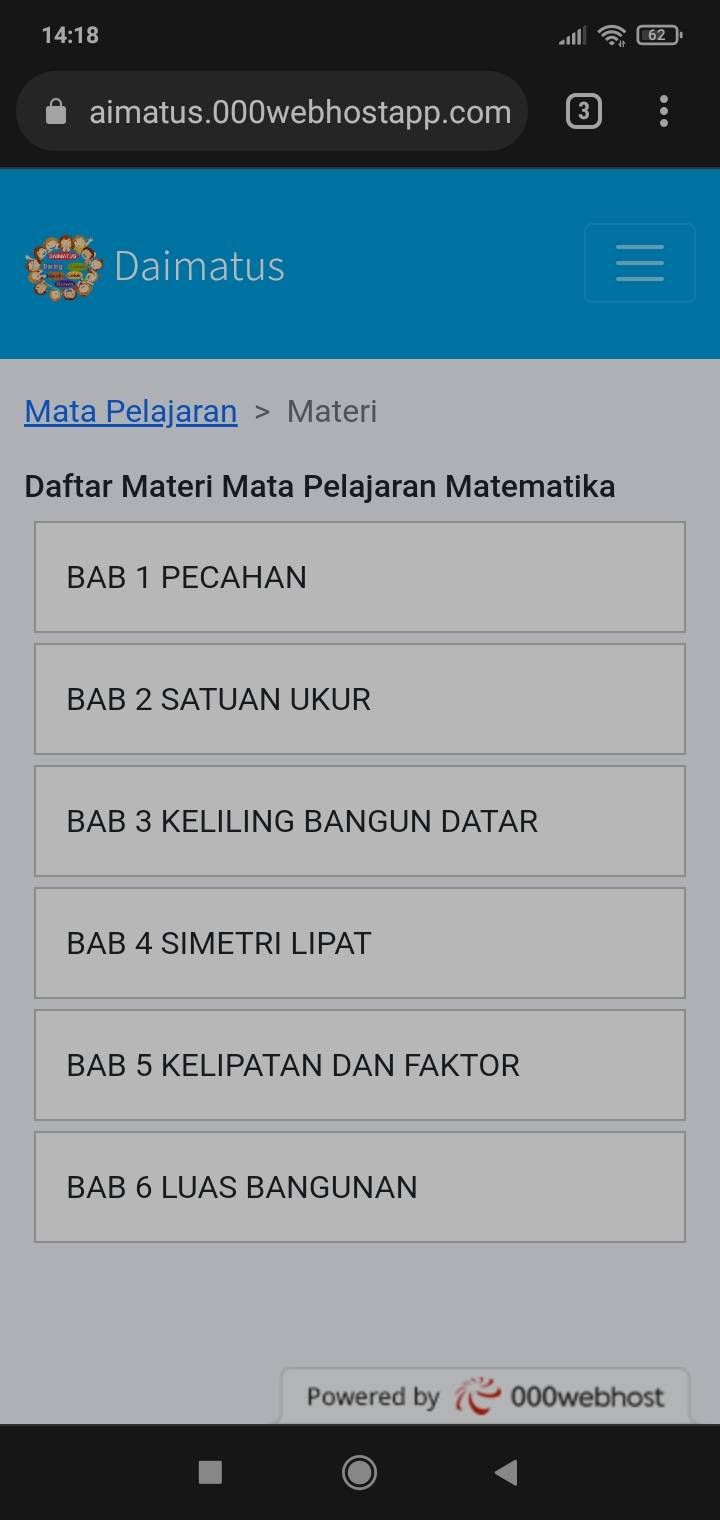 14:18
62
aimatus.000webhostapp.com
3
DAIMATUS
Daimatus
Mata Pelajaran > Materi
Daftar Materi Mata Pelajaran Matematika
BAB 1 PECAHAN
BAB 2 SATUAN UKUR
BAB 3 KELILING BANGUN DATAR
BAB 4 SIMETRI LIPAT
BAB 5 KELIPATAN DAN FAKTOR
BAB 6 LUAS BANGUNAN
Powered by 000webhost